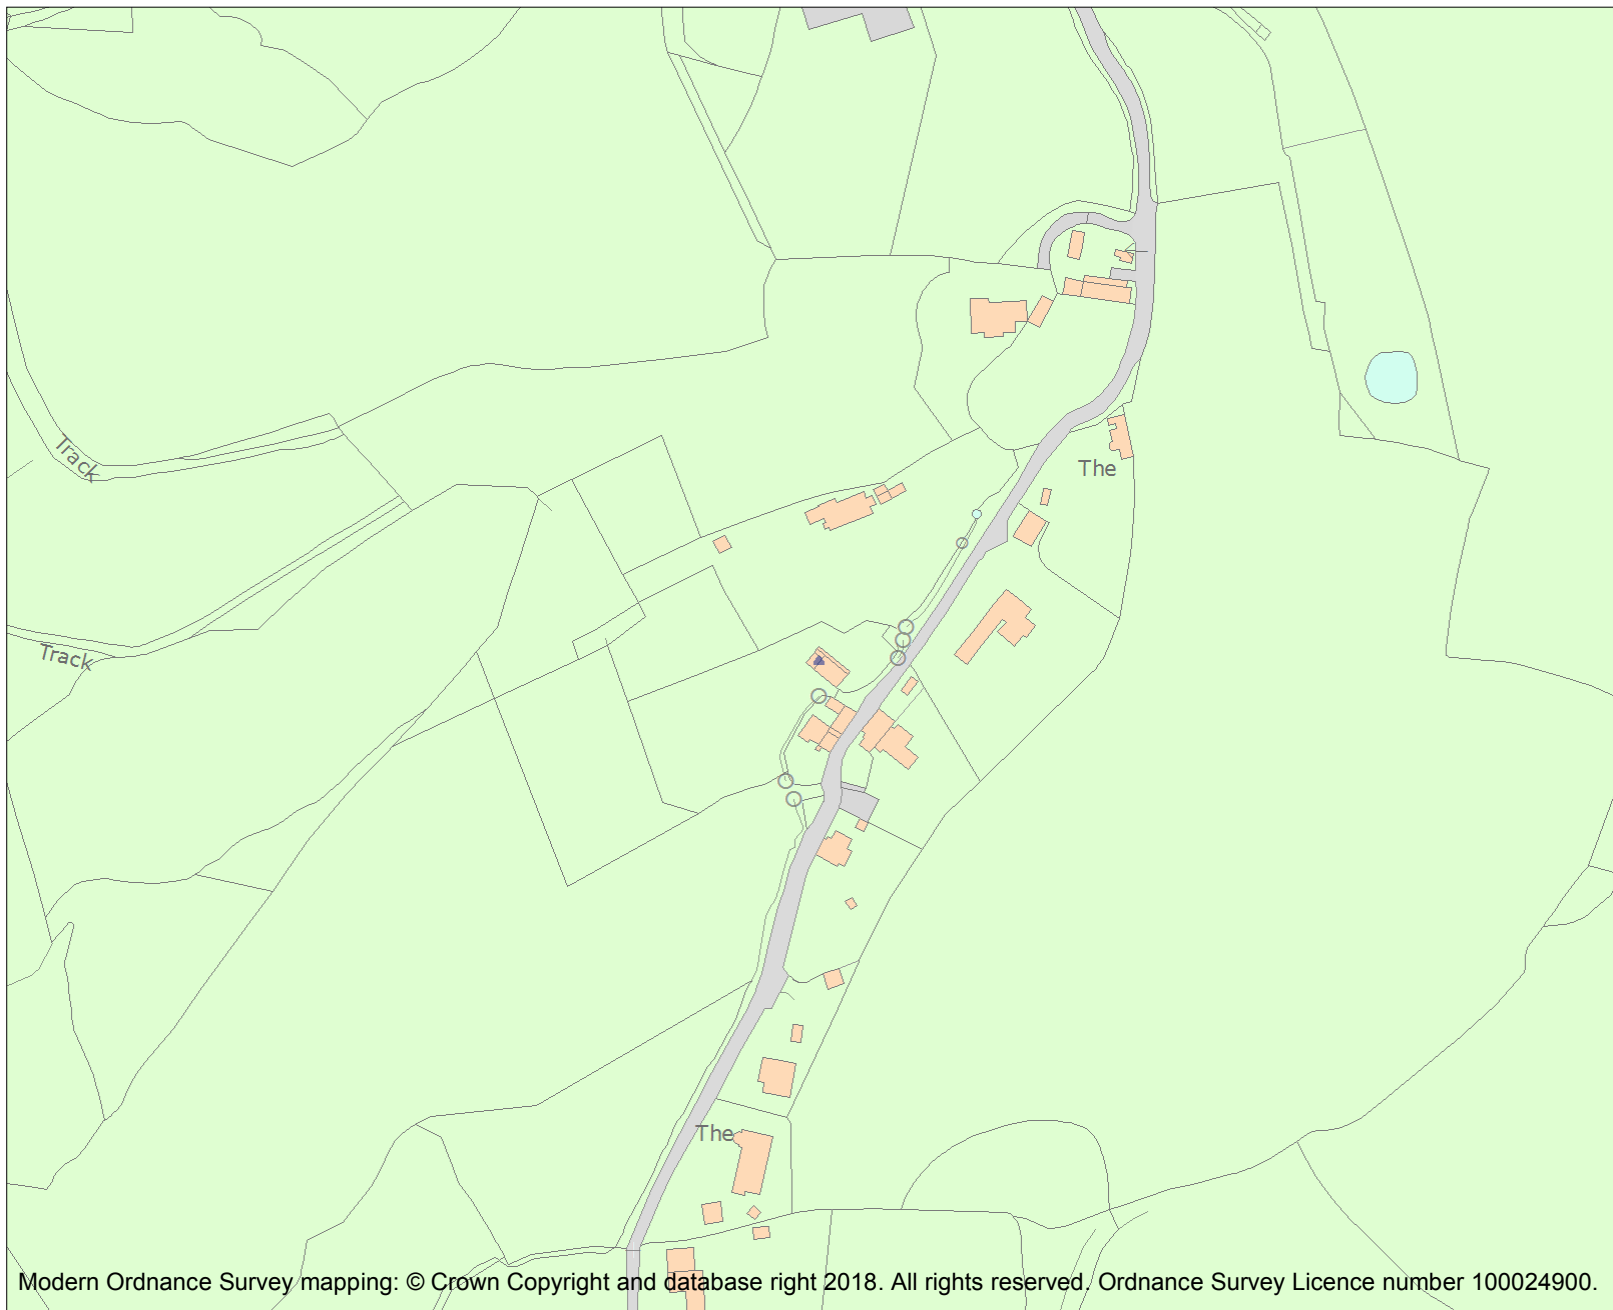 Track
The
Track
The
Modern Ordnance Survey mapping: © Crown Copyright and database right 2018. All rights reserved. Ordnance Survey Licence number 100024900.